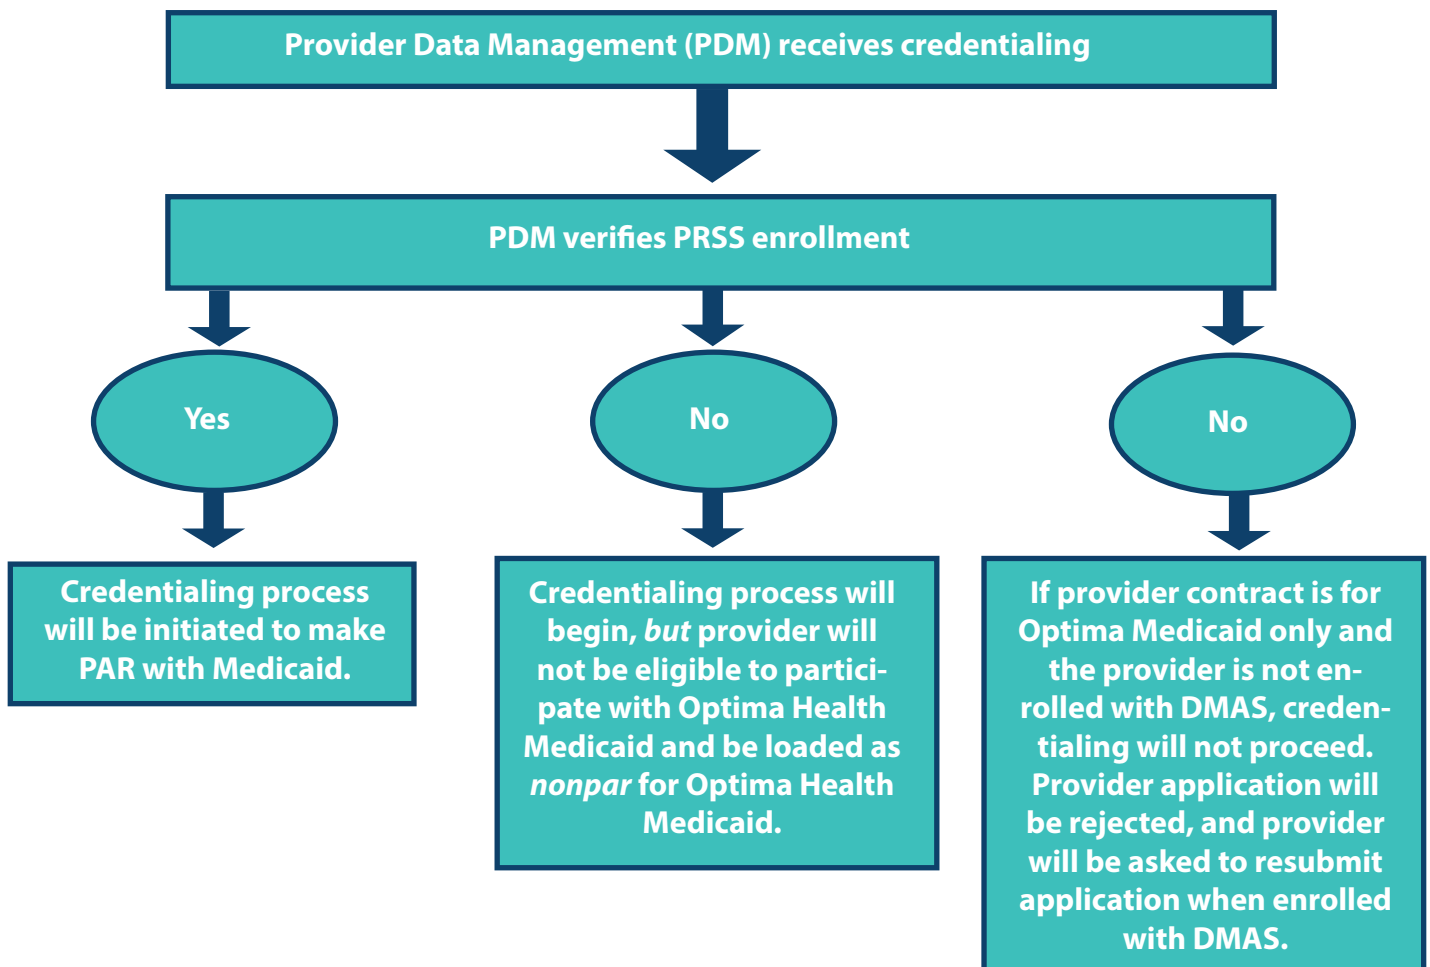 Provider Data Management (PDM) receives credentialing
PDM verifies PRSS enrollment
Yes
No
No
Credentialing process
will be initiated to make
PAR with Medicaid.
Credentialing process will
begin, but provider will
not be eligible to partici-
pate with Optima Health
Medicaid and be loaded as
nonpar for Optima Health
Medicaid.
If provider contract is for
Optima Medicaid only and
the provider is not en-
rolled with DMAS, creden-
tialing will not proceed.
Provider application will
be rejected, and provider
will be asked to resubmit
application when enrolled
with DMAS.